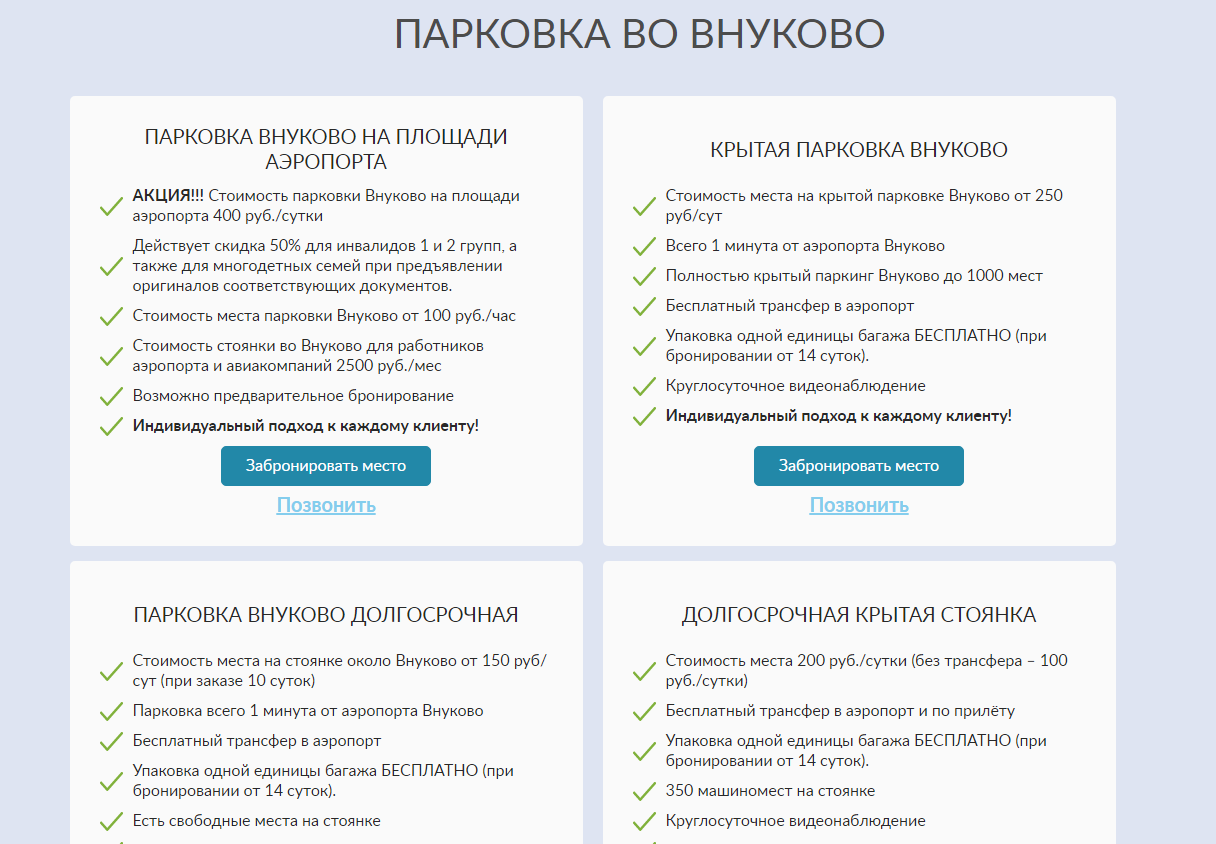 ПАРКОВКА ВО ВНУКОВО
ПАРКОВКА ВНУКОВО НА ПЛОЩАДИ
АЭРОПОРТА
АКЦИЯ!!! Стоимость парковки Внуково на площади
аэропорта 400 руб./сутки
Действует скидка 50% для инвалидов 1 и 2 групп, а
также для многодетных семей при предъявлении
оригиналов соответствующих документов.
Стоимость места парковки Внуково от 100 руб./час
Стоимость стоянки во Внуково для работников
аэропорта и авиакомпаний 2500 руб./мес
Возможно предварительное бронирование
Индивидуальный подход к каждому клиенту!
Забронировать место
Позвонить
КРЫТАЯ ПАРКОВКА ВНУКОВО
Стоимость места на крытой парковке Внуково от 250
руб/сут
Всего 1 минута от аэропорта Внуково
Полностью крытый паркинг Внуково до 1000 мест
Бесплатный трансфер в аэропорт
Упаковка одной единицы багажа БЕСПЛАТНО (при
бронировании от 14 суток).
Круглосуточное видеонаблюдение
Индивидуальный подход к каждому клиенту!
Забронировать место
Позвонить
ПАРКОВКА ВНУКОВО ДОЛГОСРОЧНАЯ
Стоимость места на стоянке около Внуково от 150 руб/
сут (при заказе 10 суток)
Парковка всего 1 минута от аэропорта Внуково
Бесплатный трансфер в аэропорт
Упаковка одной единицы багажа БЕСПЛАТНО (при
бронировании от 14 суток).
Есть свободные места на стоянке
ДОЛГОСРОЧНАЯ КРЫТАЯ СТОЯНКА
Стоимость места 200 руб./сутки (без трансфера – 100
руб./сутки)
Бесплатный трансфер в аэропорт и по прилёту
Упаковка одной единицы багажа БЕСПЛАТНО (при
бронировании от 14 суток).
350 машиномест на стоянке
Круглосуточное видеонаблюдение